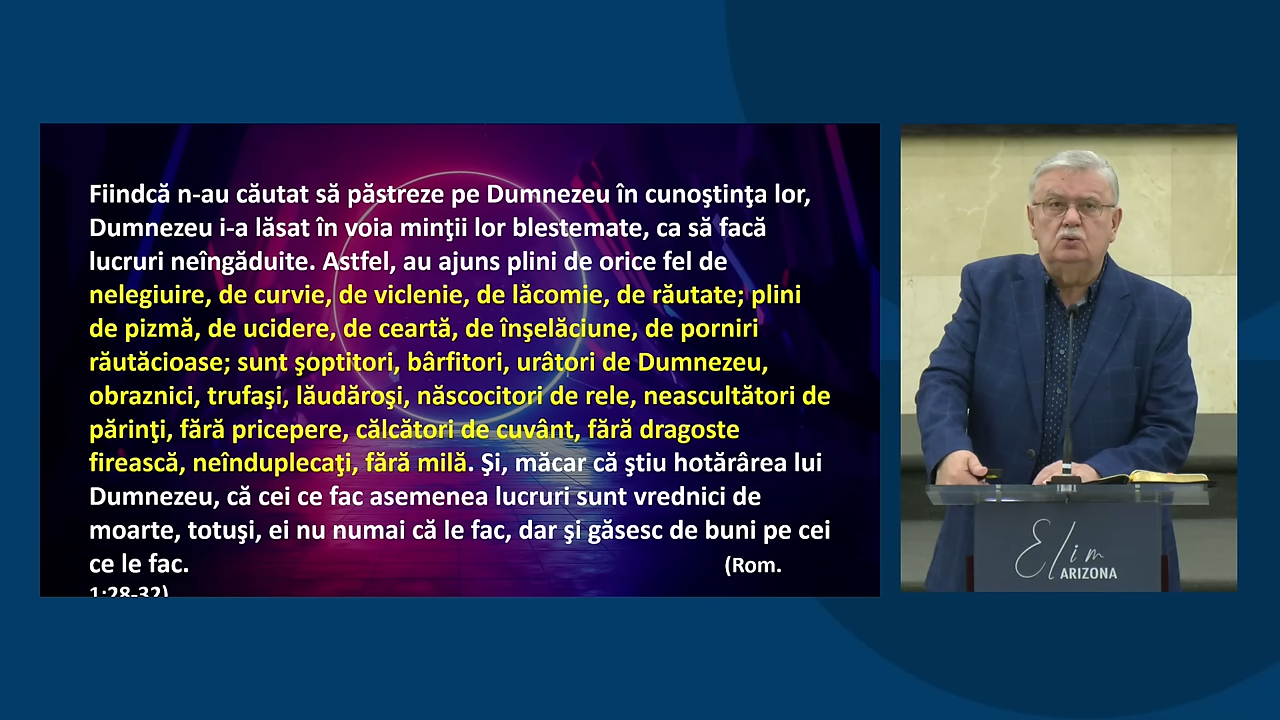 Fiindcă n-au căutat să păstreze pe Dumnezeu în cunoştinţa lor,
Dumnezeu i-a lăsat în voia minţii lor blestemate, ca să facă
lucruri neîngăduite. Astfel, au ajuns plini de orice fel de
nelegiuire, de curvie, de viclenie, de lăcomie, de răutate; plini
de pizmă, de ucidere, de ceartă, de înşelăciune, de porniri
răutăcioase; sunt şoptitori, bârfitori, urâtori de Dumnezeu,
obraznici, trufaşi, lăudăroşi, născocitori de rele, neascultători de
părinţi, fără pricepere, călcători de cuvânt, fără dragoste
firească, neînduplecaţi, fără milă. Şi, măcar că ştiu hotărârea lui
Dumnezeu, că cei ce fac asemenea lucruri sunt vrednici de
moarte, totuşi, ei nu numai că le fac, dar şi găsesc de buni pe cei
ce le fac. (Rom.
1:28-32)
Elim
ARIZONA